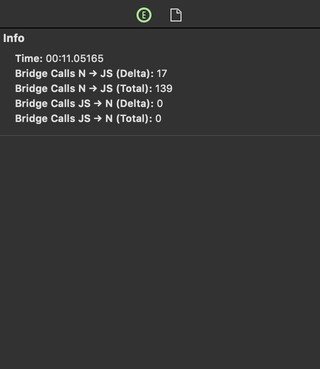 E
Info
Time: 00:11.05165
Bridge Calls N → JS (Delta): 17
Bridge Calls N → JS (Total): 139
Bridge Calls JS → N (Delta): 0
Bridge Calls JS → N (Total): 0